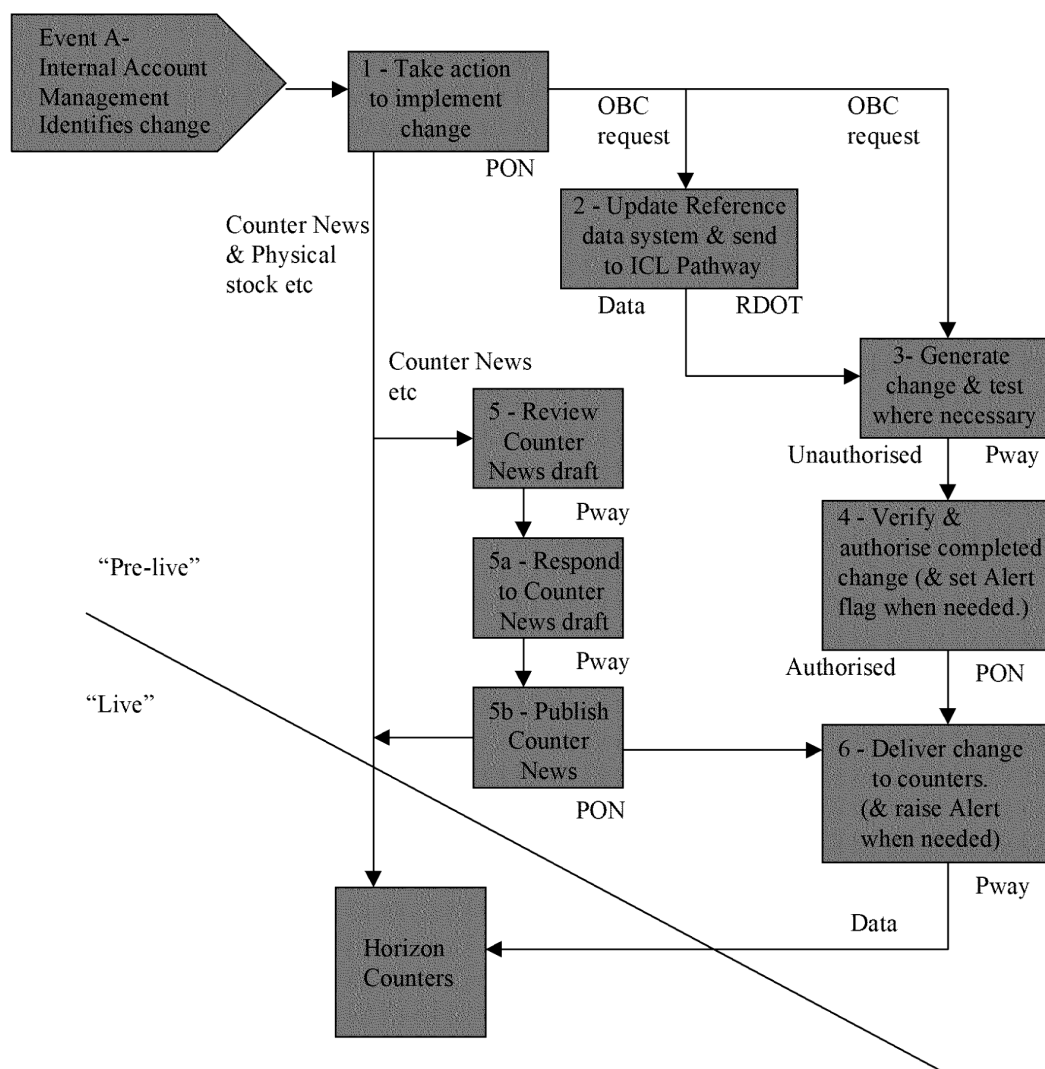 Event A-
Internal Account
Management
Identifies change
1 - Take action
to implement
change
PON
OBC
request
OBC
request
2 - Update Reference
data system & send
to ICL Pathway
Data
RDOT
Counter News
& Physical
stock etc
3- Generate
change & test
where necessary
Unauthorised
Pway
Counter News
etc
5 - Review
Counter
News draft
Pway
4 - Verify &
authorise completed
change (& set Alert
flag when needed.)
Authorised
PON
5a - Respond
to Counter
News draft
Pway
“Pre-live”
“Live”
5b - Publish
Counter
News
PON
6 - Deliver change
to counters.
(& raise Alert
when needed)
Pway
Data
Horizon
Counters